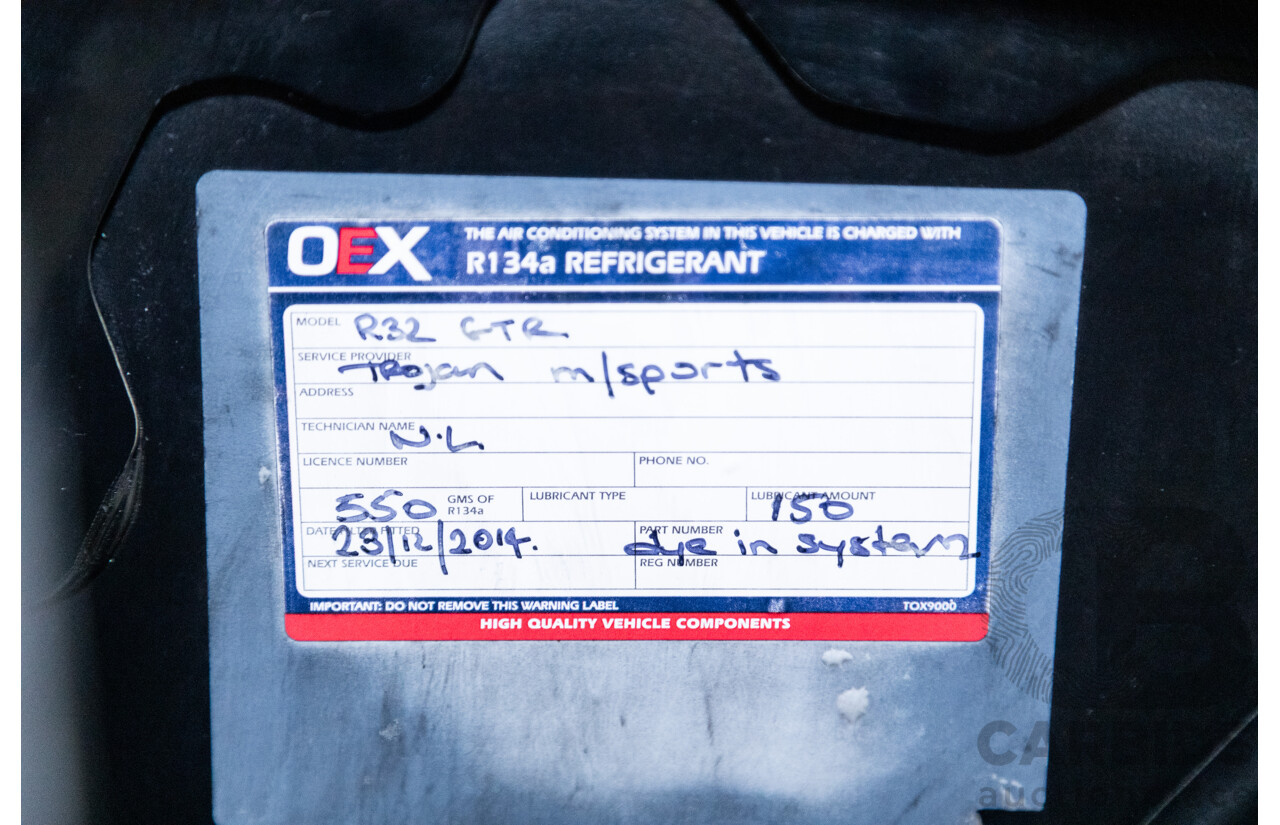 OEX
THE AIR CONDITIONING SYSTEM IN THIS VEHICLE IS CHARGED WITH
R134a REFRIGERANT
MODEL R32 GTR
SERVICE PROVIDER Trojan m/sports
ADDRESS
TECHNICIAN NAME N.L
LICENCE NUMBER PHONE NO.
550 GMS OF R134a LUBRICANT TYPE LUBRICANT AMOUNT 150
DATE FITTED 23/12/2014. PART NUMBER dye in system
NEXT SERVICE DUE REG NUMBER
IMPORTANT: DO NOT REMOVE THIS WARNING LABEL TOX9000
HIGH QUALITY VEHICLE COMPONENTS